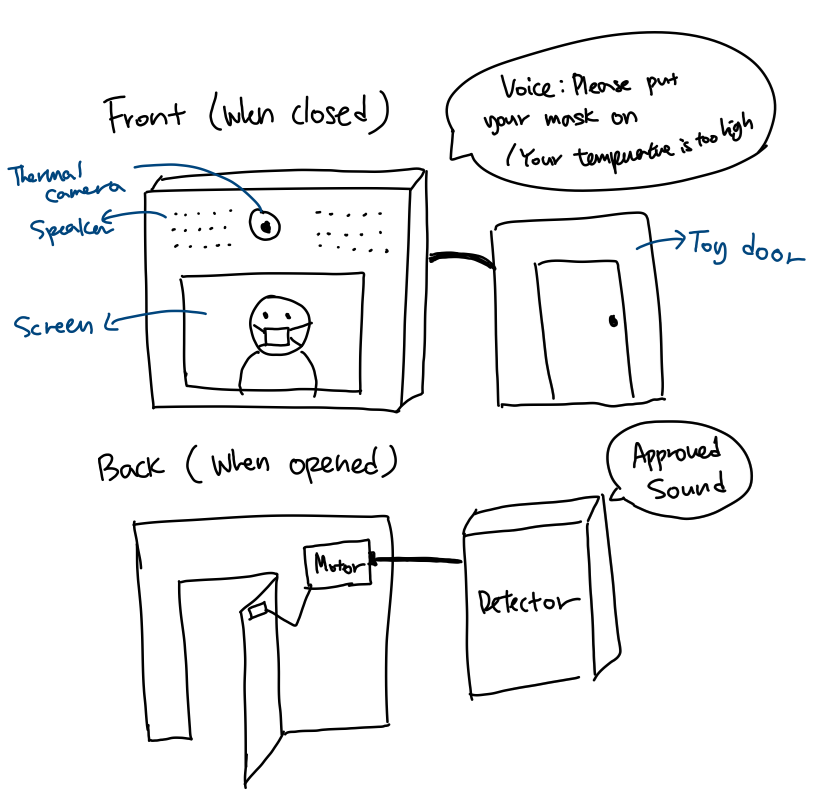 Front (when closed)
Voice: Please put
your mask on
/Your temperature is too high
Thermal
camera
Speaker
Toy door
Screen
Back (when opened)
Approved
Sound
Motor
Detector